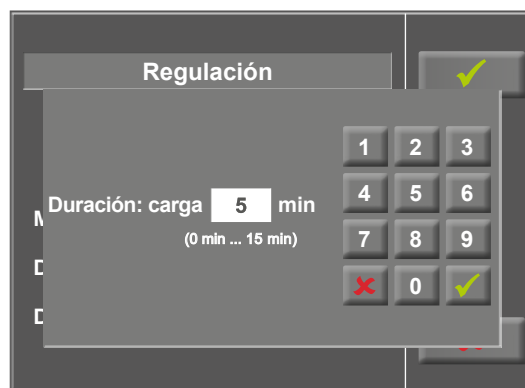 Regulación
1 2 3
Duración: carga 5 min
4 5 6
(0 min ... 15 min)
7 8 9
0